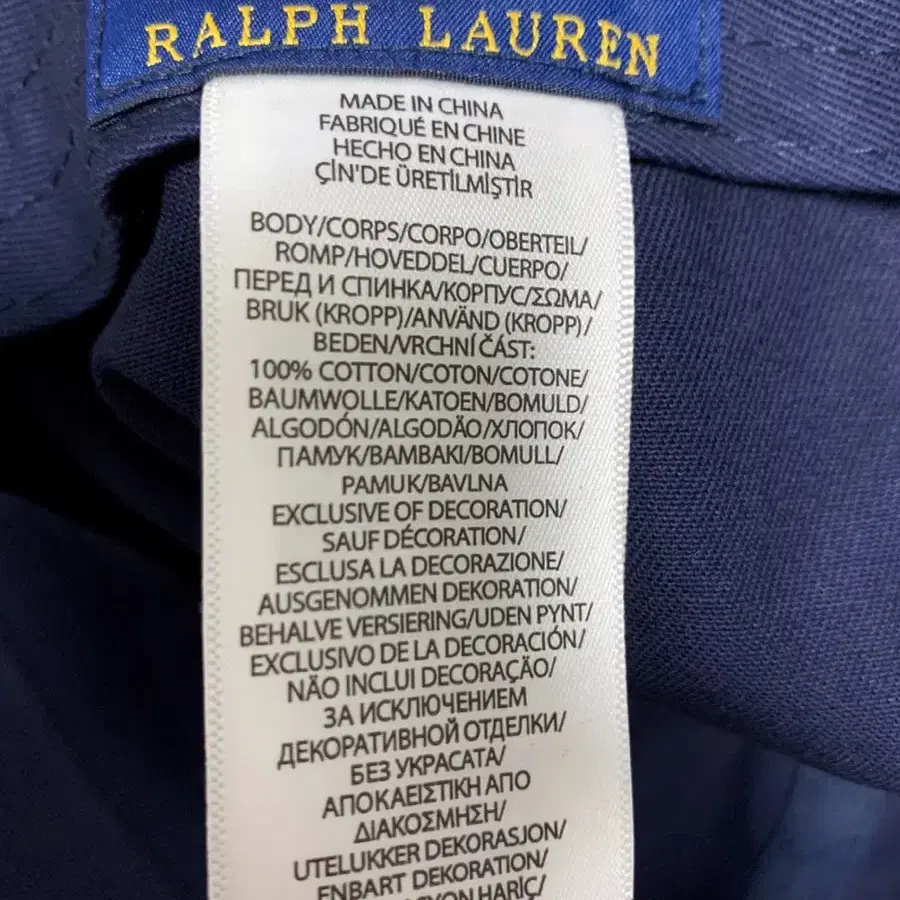 RALPH LAUREN
MADE IN CHINA
FABRIQUÉ EN CHINE
HECHO EN CHINA
ÇİN'DE ÜRETİLMİŞTİR
BODY/CORPS/CORPO/OBERTEIL/
ROMP/HOVEDDEL/CUERPO/
ПЕРЕД И СПИНКА/КОРПУС/ΣΩΜΑ/
BRUK (KROPP)/ANVÄND (KROPP)/
BEDEN/VRCHNÍ ČÁST:
100% COTTON/COTON/COTONE/
BAUMWOLLE/KATOEN/BOMULD/
ALGODÓN/ALGODÃO/ХЛОПОК/
ПАМУК/BAMBAKI/BOMULL/
PAMUK/BAVLNA
EXCLUSIVE OF DECORATION/
SAUF DÉCORATION/
ESCLUSA LA DECORAZIONE/
AUSGENOMMEN DEKORATION/
BEHALVE VERSIERING/UDEN PYNT/
EXCLUSIVO DE LA DECORACIÓN/
NÃO INCLUI DECORAÇÃO/
ЗА ИСКЛЮЧЕНИЕМ
ДЕКОРАТИВНОЙ ОТДЕЛКИ/
БЕЗ УКРАСАТА/
ΑΠΟΚΛΕΙΣΤΙΚΗ ΑΠΟ
ΔΙΑΚΟΣΜΗΣΗ/
UTELUKKER DEKORASJON/
ENBART DEKORATION/
HARİÇ/